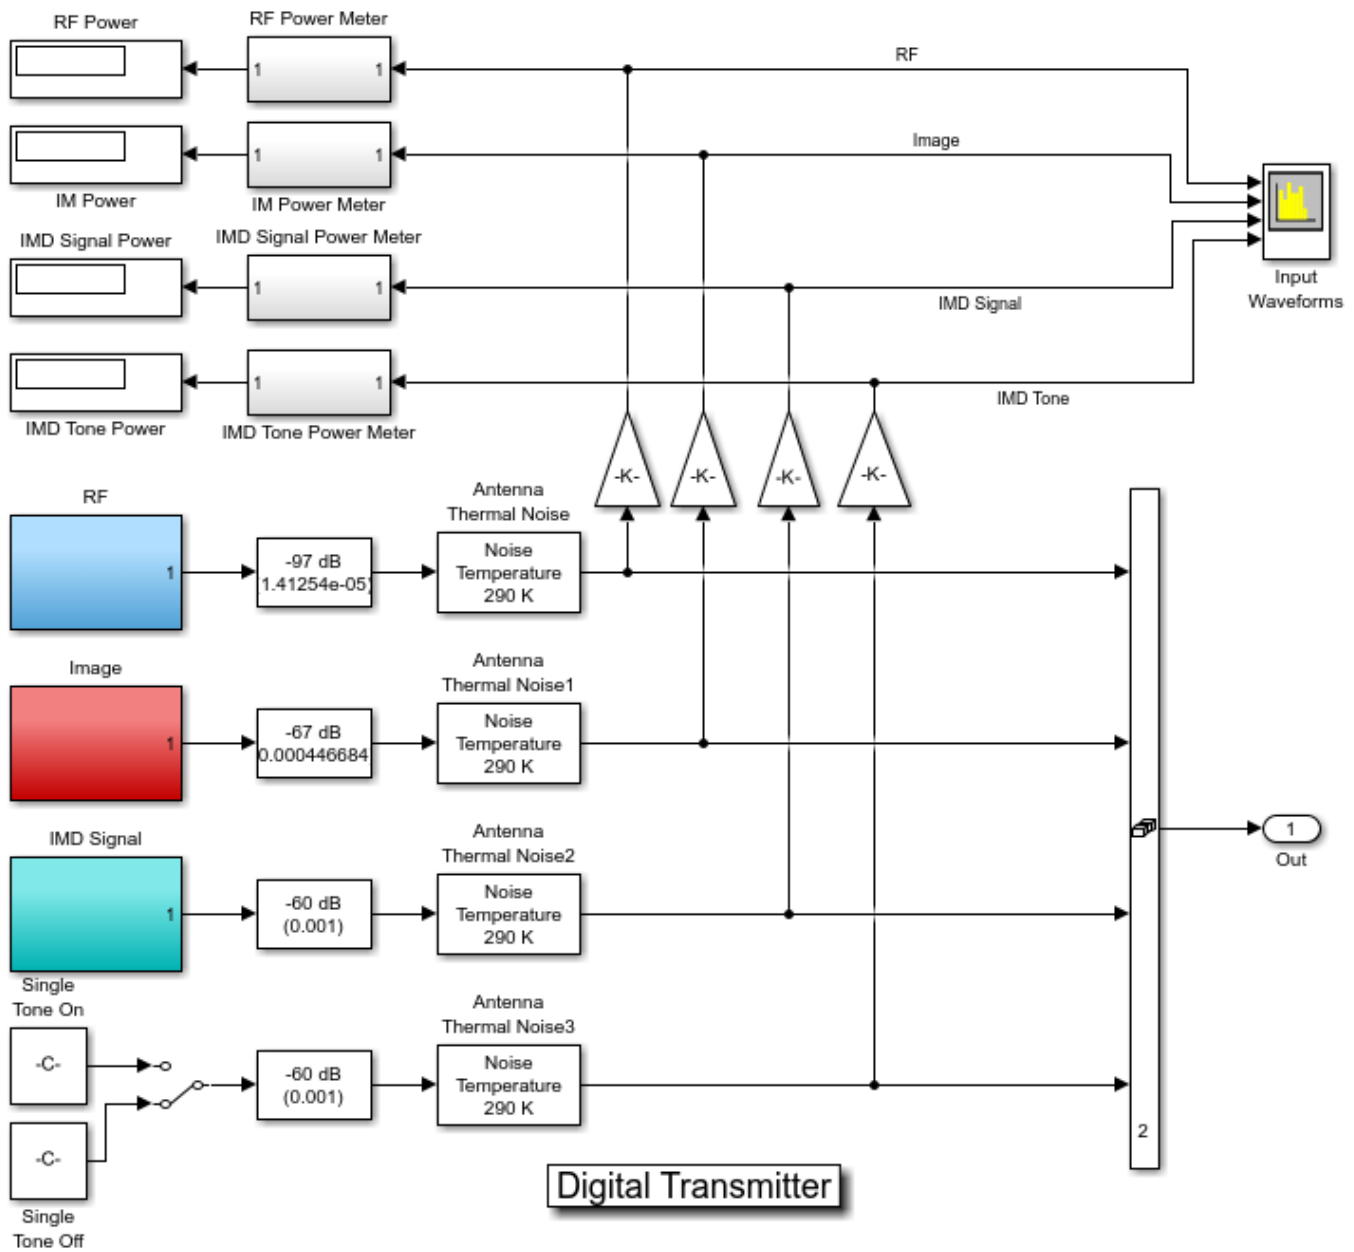 RF Power
RF Power Meter
1 1
RF
Image
1 1
IM Power
IM Power Meter
IMD Signal Power
IMD Signal Power Meter
1 1
Input
Waveforms
IMD Signal
1 1
IMD Tone
IMD Tone Power
IMD Tone Power Meter
-K- -K- -K- -K-
RF
1
-97 dB
(1.41254e-05)
Antenna
Thermal Noise
Noise
Temperature
290 K
Image
1
-67 dB
0.000446684
Antenna
Thermal Noise1
Noise
Temperature
290 K
IMD Signal
1
-60 dB
(0.001)
Antenna
Thermal Noise2
Noise
Temperature
290 K
1
Out
Single
Tone On
-C-
-60 dB
(0.001)
Antenna
Thermal Noise3
Noise
Temperature
290 K
-C-
Single
Tone Off
2
Digital Transmitter